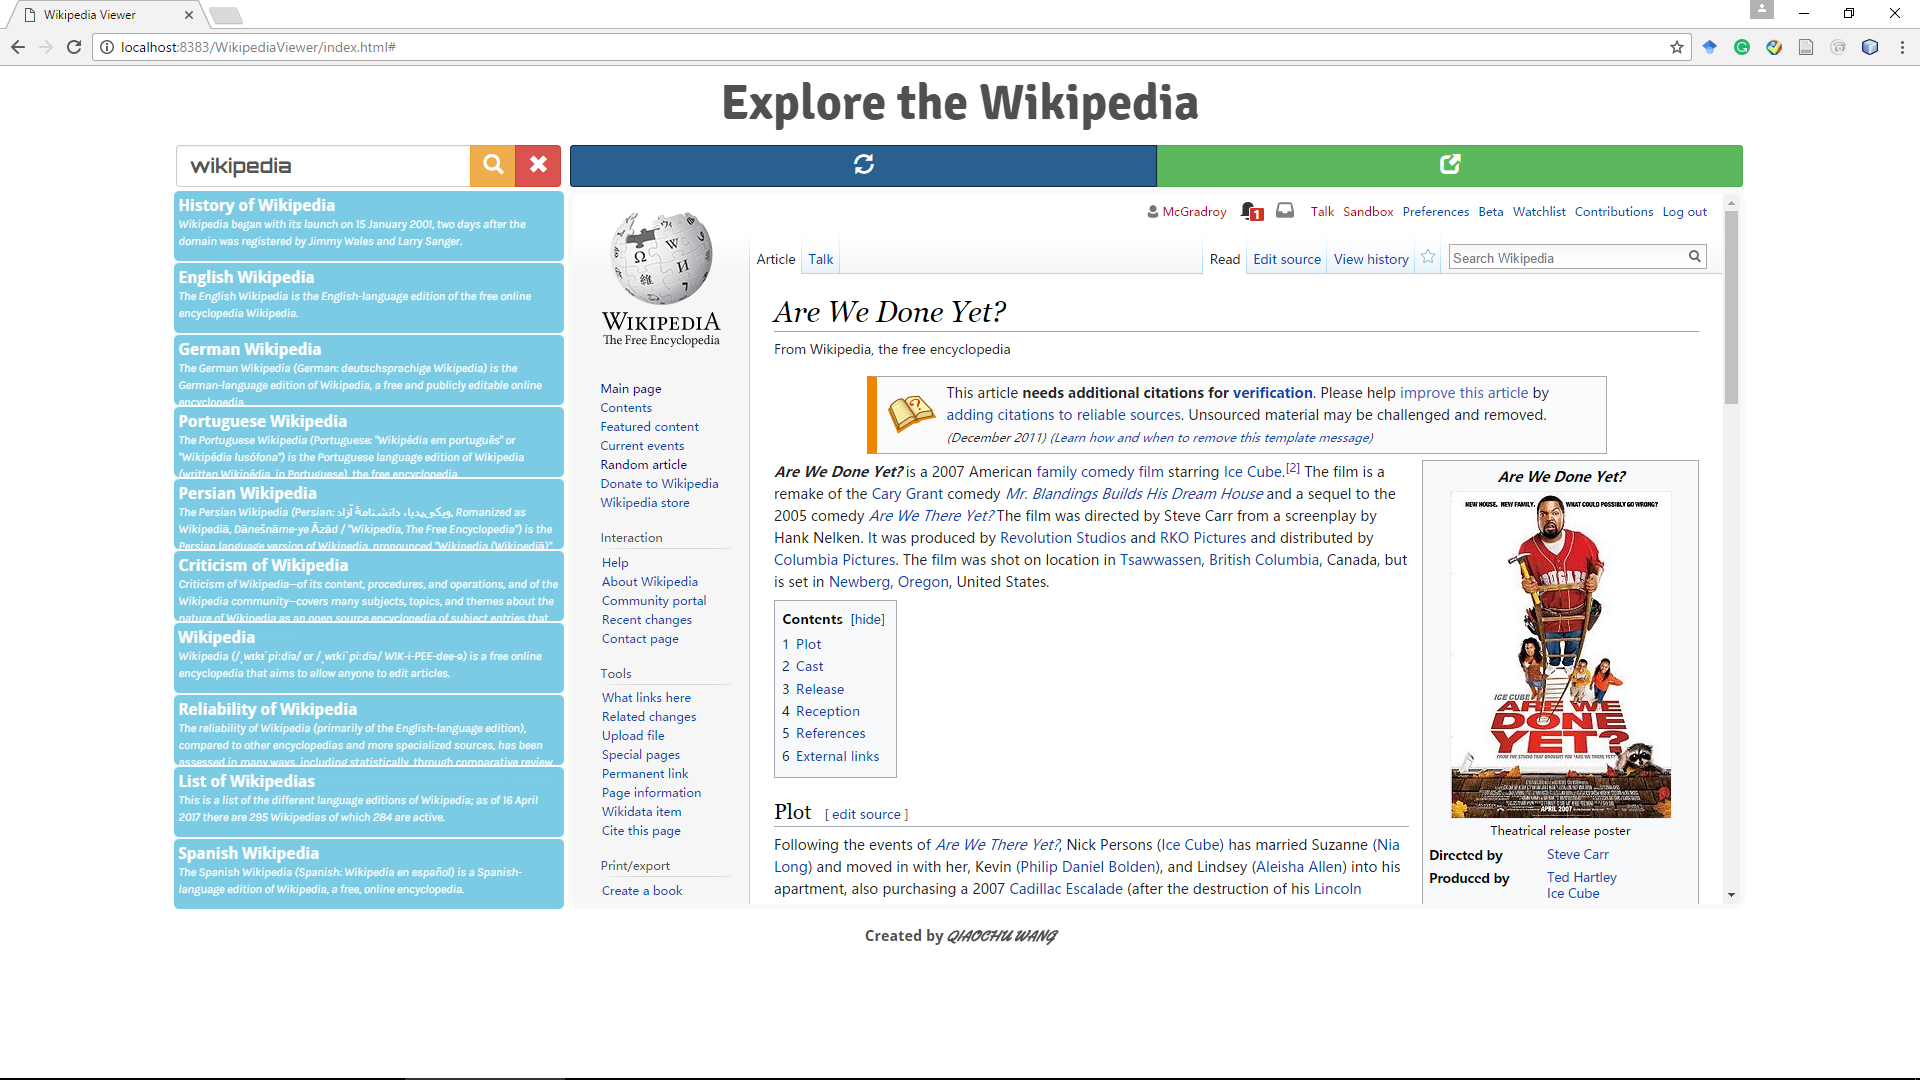 Wikipedia Viewer
localhost:8383/WikipediaViewer/index.html#
Explore the Wikipedia
wikipedia
History of Wikipedia
Wikipedia began with its launch on 15 January 2001, two days after the
domain was registered by Jimmy Wales and Larry Sanger.
English Wikipedia
The English Wikipedia is the English-language edition of the free online
encyclopedia Wikipedia.
German Wikipedia
The German Wikipedia (German: deutschsprachige Wikipedia) is the
German-language edition of Wikipedia, a free and publicly editable online
encyclopedia.
Portuguese Wikipedia
The Portuguese Wikipedia (Portuguese: "Wikipédia em português" or
"Wikipédia lusófona") is the Portuguese language edition of Wikipedia
(written Wikipédia, in Portuguese), the free encyclopedia.
Persian Wikipedia
The Persian Wikipedia (Persian: ویکی‌پدیا، دانشنامهٔ آزاد, Romanized as
Wikipediā, Dānešnāme-ye Āzād / "Wikipedia, The Free Encyclopedia") is the
Persian language version of Wikipedia, pronounced "Wikipedia (Wikipediā)"
Criticism of Wikipedia
Criticism of Wikipedia—of its content, procedures, and operations, and of the
Wikipedia community—covers many subjects, topics, and themes about the
nature of Wikipedia as an open source encyclopedia of subject entries that
Wikipedia
Wikipedia (/ˌwɪkɪˈpiːdiə/ or /ˌwɪkiˈpiːdiə/ WIK-i-PEE-dee-ə) is a free online
encyclopedia that aims to allow anyone to edit articles.
Reliability of Wikipedia
The reliability of Wikipedia (primarily of the English-language edition),
compared to other encyclopedias and more specialized sources, has been
assessed in many ways, including statistically, through comparative review,
List of Wikipedias
This is a list of the different language editions of Wikipedia; as of 16 April
2017 there are 295 Wikipedias of which 284 are active.
Spanish Wikipedia
The Spanish Wikipedia (Spanish: Wikipedia en español) is a Spanish-
language edition of Wikipedia, a free, online encyclopedia.
WIKIPEDIA
The Free Encyclopedia
Main page
Contents
Featured content
Current events
Random article
Donate to Wikipedia
Wikipedia store
Interaction
Help
About Wikipedia
Community portal
Recent changes
Contact page
Tools
What links here
Related changes
Upload file
Special pages
Permanent link
Page information
Wikidata item
Cite this page
Print/export
Create a book
McGradroy 1 Talk Sandbox Preferences Beta Watchlist Contributions Log out
Article Talk Read Edit source View history Search Wikipedia
Are We Done Yet?
From Wikipedia, the free encyclopedia
This article needs additional citations for verification. Please help improve this article by
adding citations to reliable sources. Unsourced material may be challenged and removed.
(December 2011) (Learn how and when to remove this template message)
Are We Done Yet? is a 2007 American family comedy film starring Ice Cube.[2] The film is a
remake of the Cary Grant comedy Mr. Blandings Builds His Dream House and a sequel to the
2005 comedy Are We There Yet? The film was directed by Steve Carr from a screenplay by
Hank Nelken. It was produced by Revolution Studios and RKO Pictures and distributed by
Columbia Pictures. The film was shot on location in Tsawwassen, British Columbia, Canada, but
is set in Newberg, Oregon, United States.
Contents [hide]
1 Plot
2 Cast
3 Release
4 Reception
5 References
6 External links
Plot [ edit source ]
Following the events of Are We There Yet?, Nick Persons (Ice Cube) has married Suzanne (Nia
Long) and moved in with her, Kevin (Philip Daniel Bolden), and Lindsey (Aleisha Allen) into his
apartment, also purchasing a 2007 Cadillac Escalade (after the destruction of his Lincoln
Are We Done Yet?
NEW HOUSE. NEW FAMILY. WHAT COULD POSSIBLY GO WRONG?
COUGARS
ICE CUBE
ARE WE
DONE
YET?
FROM THE STUDIO THAT BROUGHT YOU "ARE WE THERE YET?"
APRIL 2007
Theatrical release poster
Directed by Steve Carr
Produced by Ted Hartley
Ice Cube
Created by QIAOCHU WANG